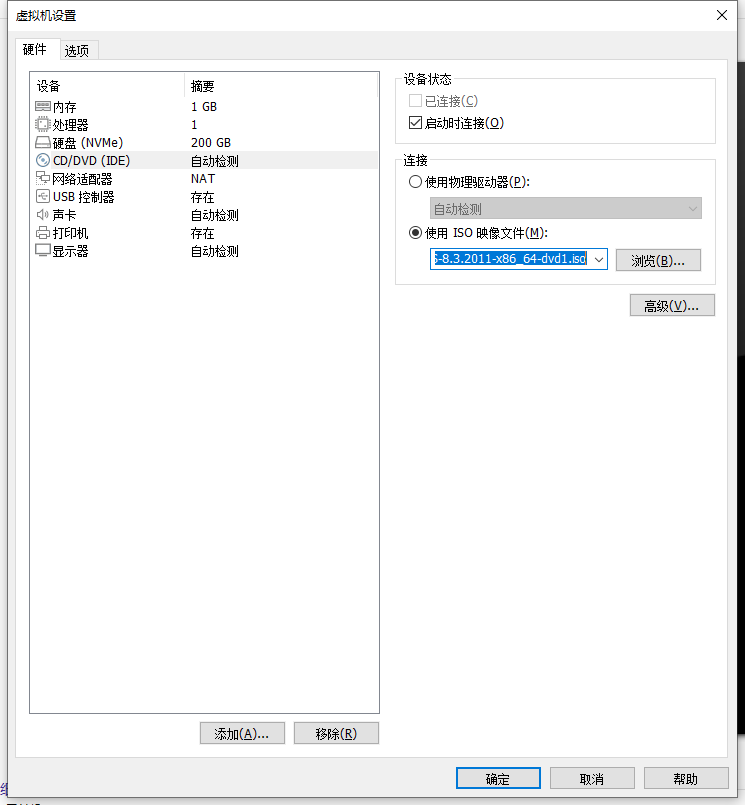 虚拟机设置
硬件 选项
设备 摘要
内存 1 GB
处理器 1
硬盘 (NVMe) 200 GB
CD/DVD (IDE) 自动检测
网络适配器 NAT
USB 控制器 存在
声卡 自动检测
打印机 存在
显示器 自动检测
添加(A)... 移除(R)
设备状态
已连接(C)
启动时连接(O)
连接
使用物理驱动器(P):
自动检测
使用 ISO 映像文件(M):
-8.3.2011-x86_64-dvd1.iso 浏览(B)...
高级(V)...
确定 取消 帮助